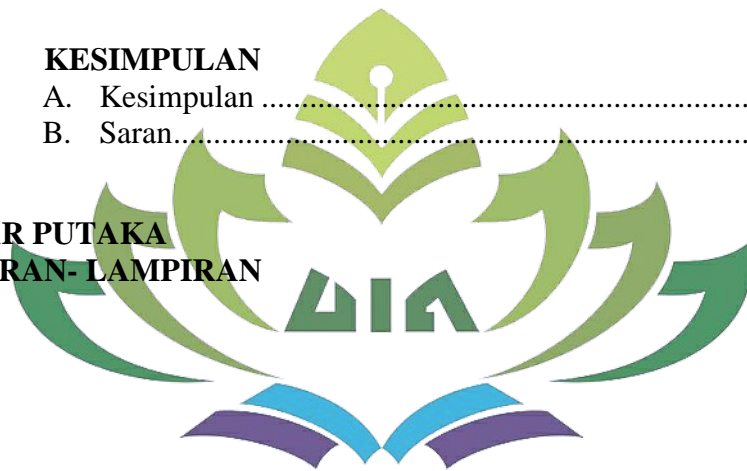 KESIMPULAN
A. Kesimpulan ....................................................................
B. Saran................................................................................
R PUTAKA
RAN- LAMPIRAN
UIN